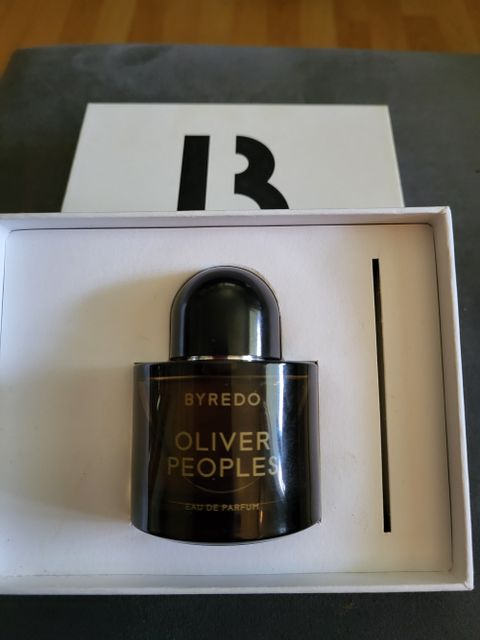 B
BYREDO
OLIVER
PEOPLES
EAU DE PARFUM